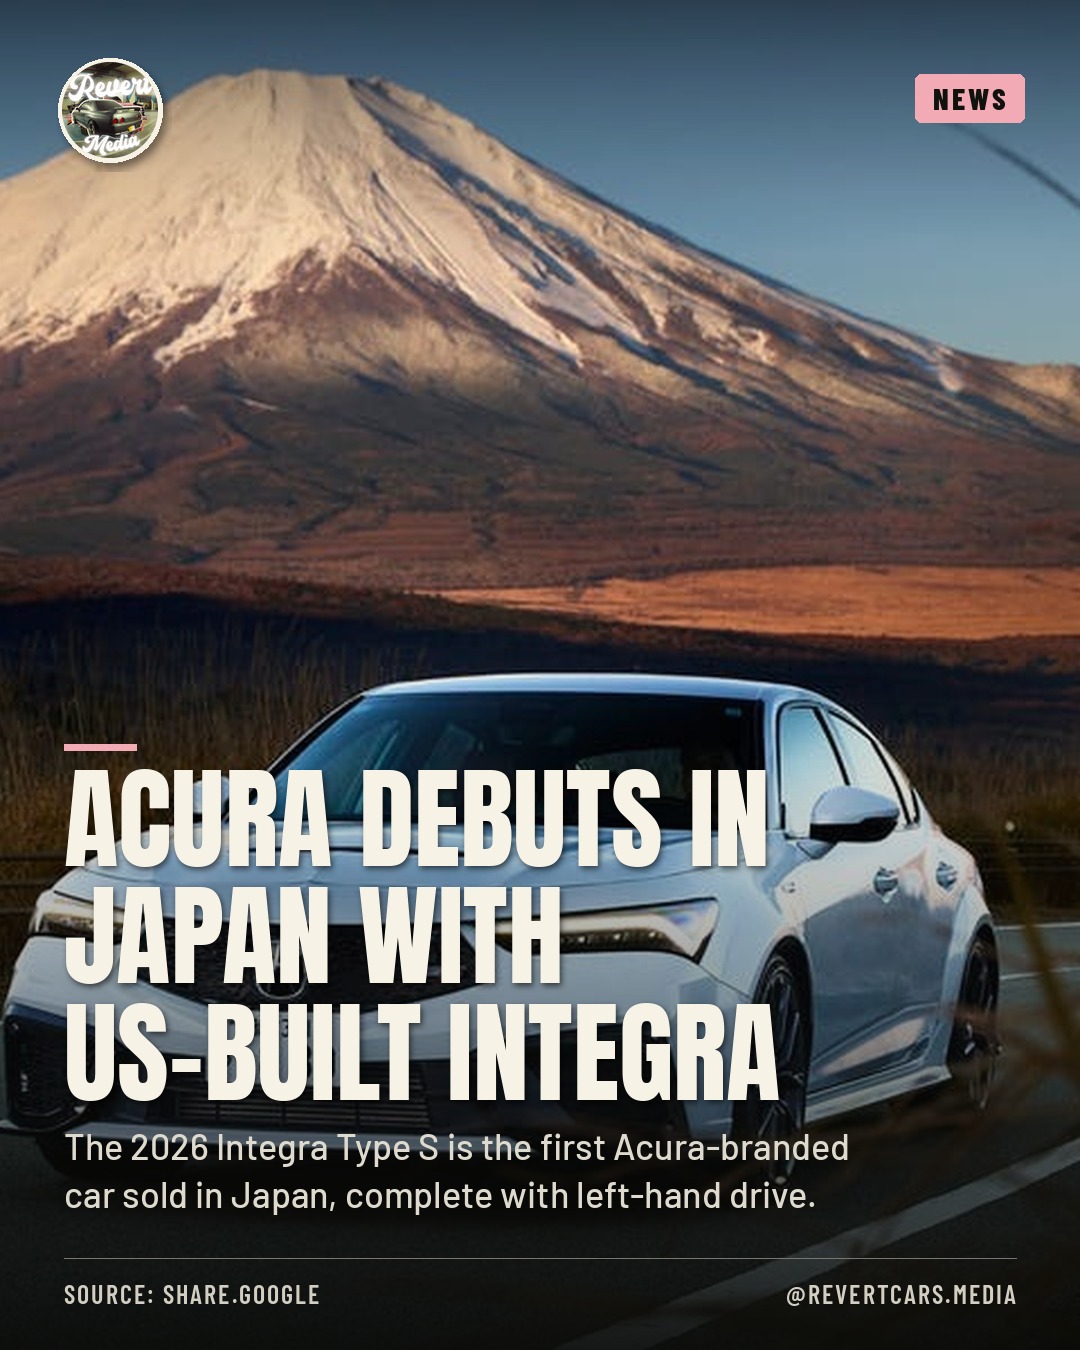 Revert
Media
NEWS
ACURA DEBUTS IN
JAPAN WITH
US-BUILT INTEGRA
The 2026 Integra Type S is the first Acura-branded
car sold in Japan, complete with left-hand drive.
SOURCE: SHARE.GOOGLE
@REVERTCARS.MEDIA